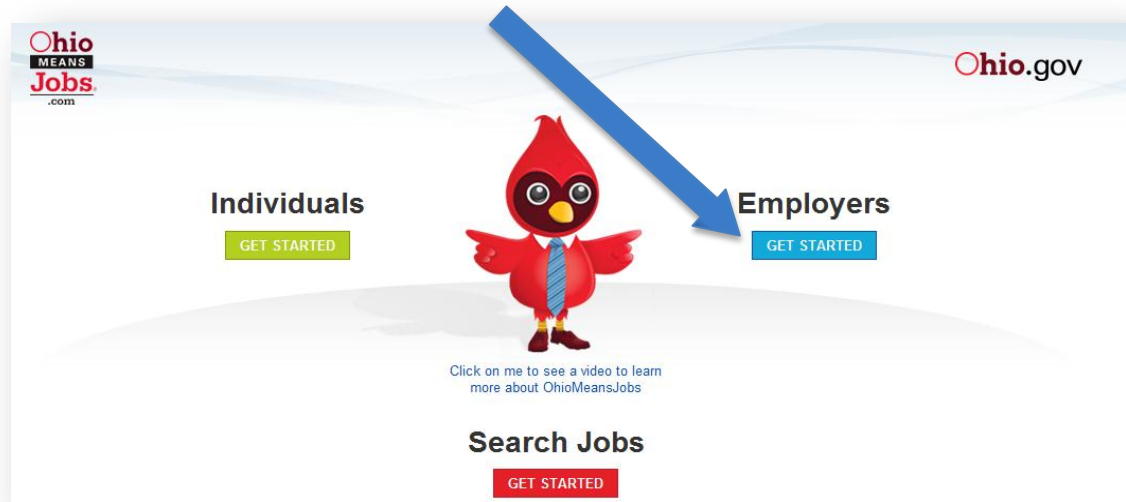 Ohio
MEANS
Jobs.
.com
Ohio.gov
Individuals
GET STARTED
Employers
GET STARTED
Click on me to see a video to learn
more about OhioMeansJobs
Search Jobs
GET STARTED